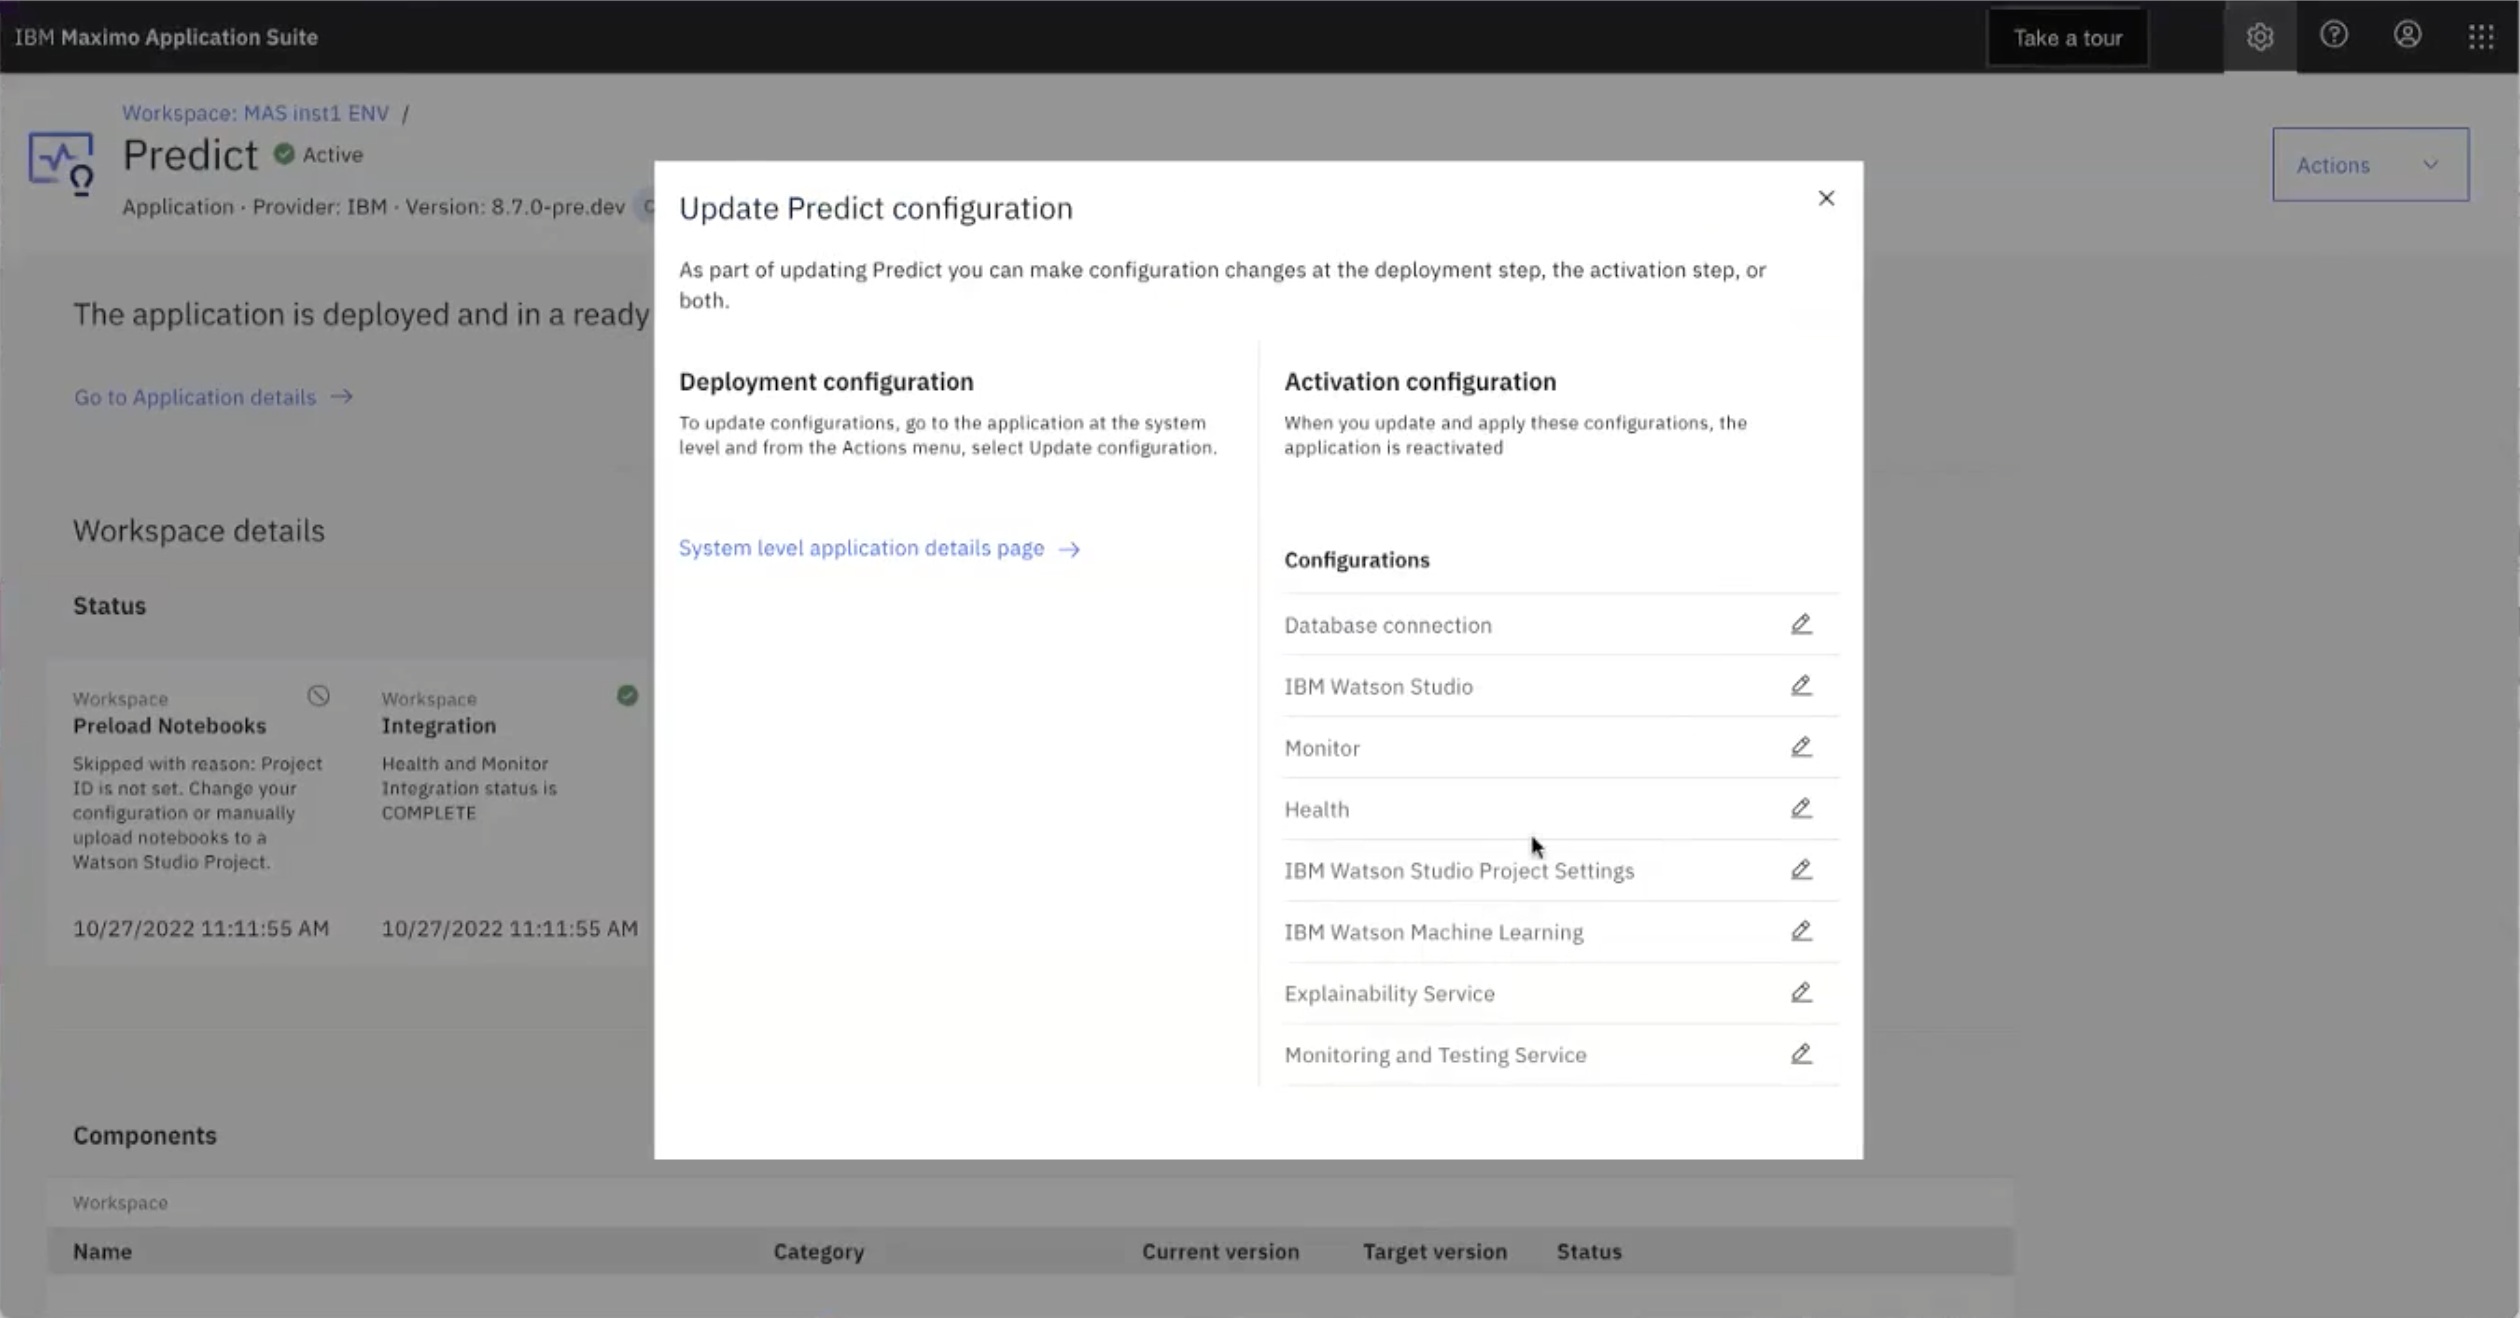 IBM Maximo Application Suite
Take a tour
Workspace: MAS inst1 ENV /
Predict
Active
Application · Provider: IBM · Version: 8.7.0-pre.dev
Actions
The application is deployed and in a ready
Go to Application details
Workspace details
Status
Workspace
Preload Notebooks
Skipped with reason: Project
ID is not set. Change your
configuration or manually
upload notebooks to a
Watson Studio Project.
10/27/2022 11:11:55 AM
Workspace
Integration
Health and Monitor
Integration status is
COMPLETE
10/27/2022 11:11:55 AM
Update Predict configuration
As part of updating Predict you can make configuration changes at the deployment step, the activation step, or
both.
Deployment configuration
To update configurations, go to the application at the system
level and from the Actions menu, select Update configuration.
System level application details page
Activation configuration
When you update and apply these configurations, the
application is reactivated
Configurations
Database connection
IBM Watson Studio
Monitor
Health
IBM Watson Studio Project Settings
IBM Watson Machine Learning
Explainability Service
Monitoring and Testing Service
Components
Workspace
Name
Category
Current version
Target version
Status